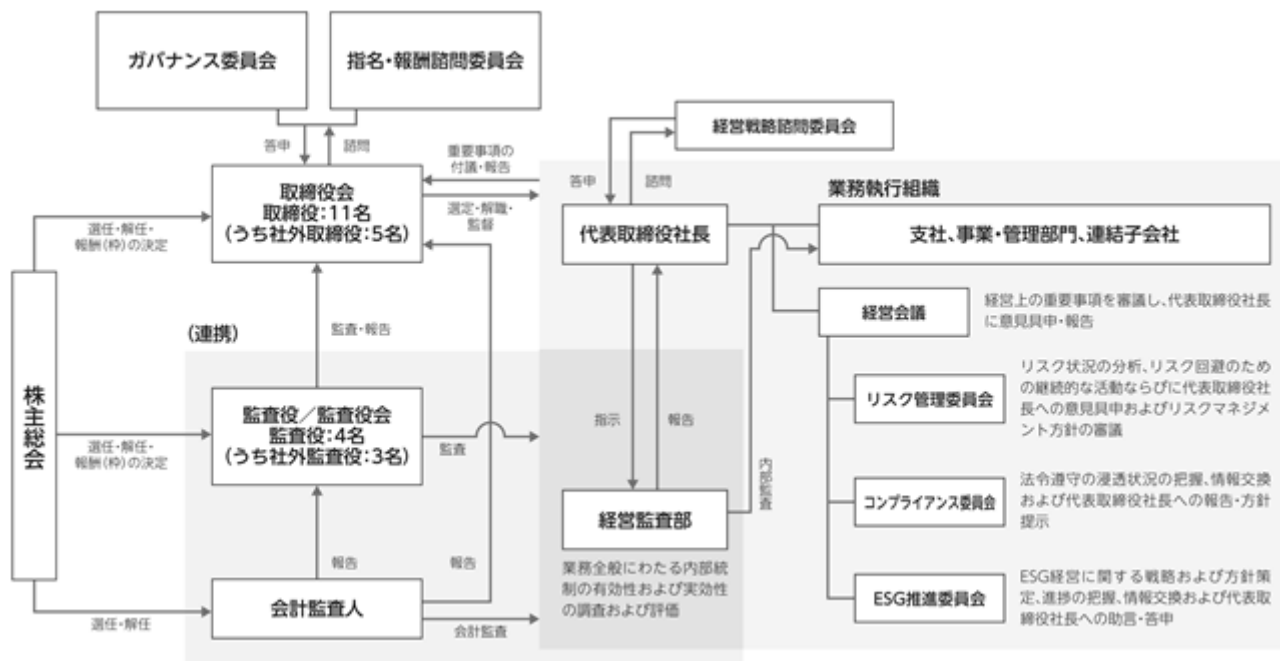 ガバナンス委員会
指名・報酬諮問委員会
答申
諮問
経営戦略諮問委員会
重要事項の
付議・報告
答申
諮問
選定・解職・
監督
取締役会
取締役：11名
（うち社外取締役：5名）
業務執行組織
代表取締役社長
支社、事業・管理部門、連結子会社
選任・解任・
報酬（枠）の決定
経営会議
経営上の重要事項を審議し、代表取締役社長
に意見具申・報告
（連携）
監査・報告
株主総会
監査役／監査役会
監査役：4名
（うち社外監査役：3名）
選任・解任・
報酬（枠）の決定
監査
指示
報告
内部監査
リスク管理委員会
リスク状況の分析、リスク回避のため
の継続的な活動ならびに代表取締役社
長への意見具申およびリスクマネジメ
ント方針の審議
経営監査部
業務全般にわたる内部統
制の有効性および実効性
の調査および評価
コンプライアンス委員会
法令遵守の浸透状況の把握、情報交換
および代表取締役社長への報告・方針
提示
報告
報告
会計監査人
選任・解任
会計監査
ESG推進委員会
ESG経営に関する戦略および方針策
定、進捗の把握、情報交換および代表取
締役社長への助言・答申